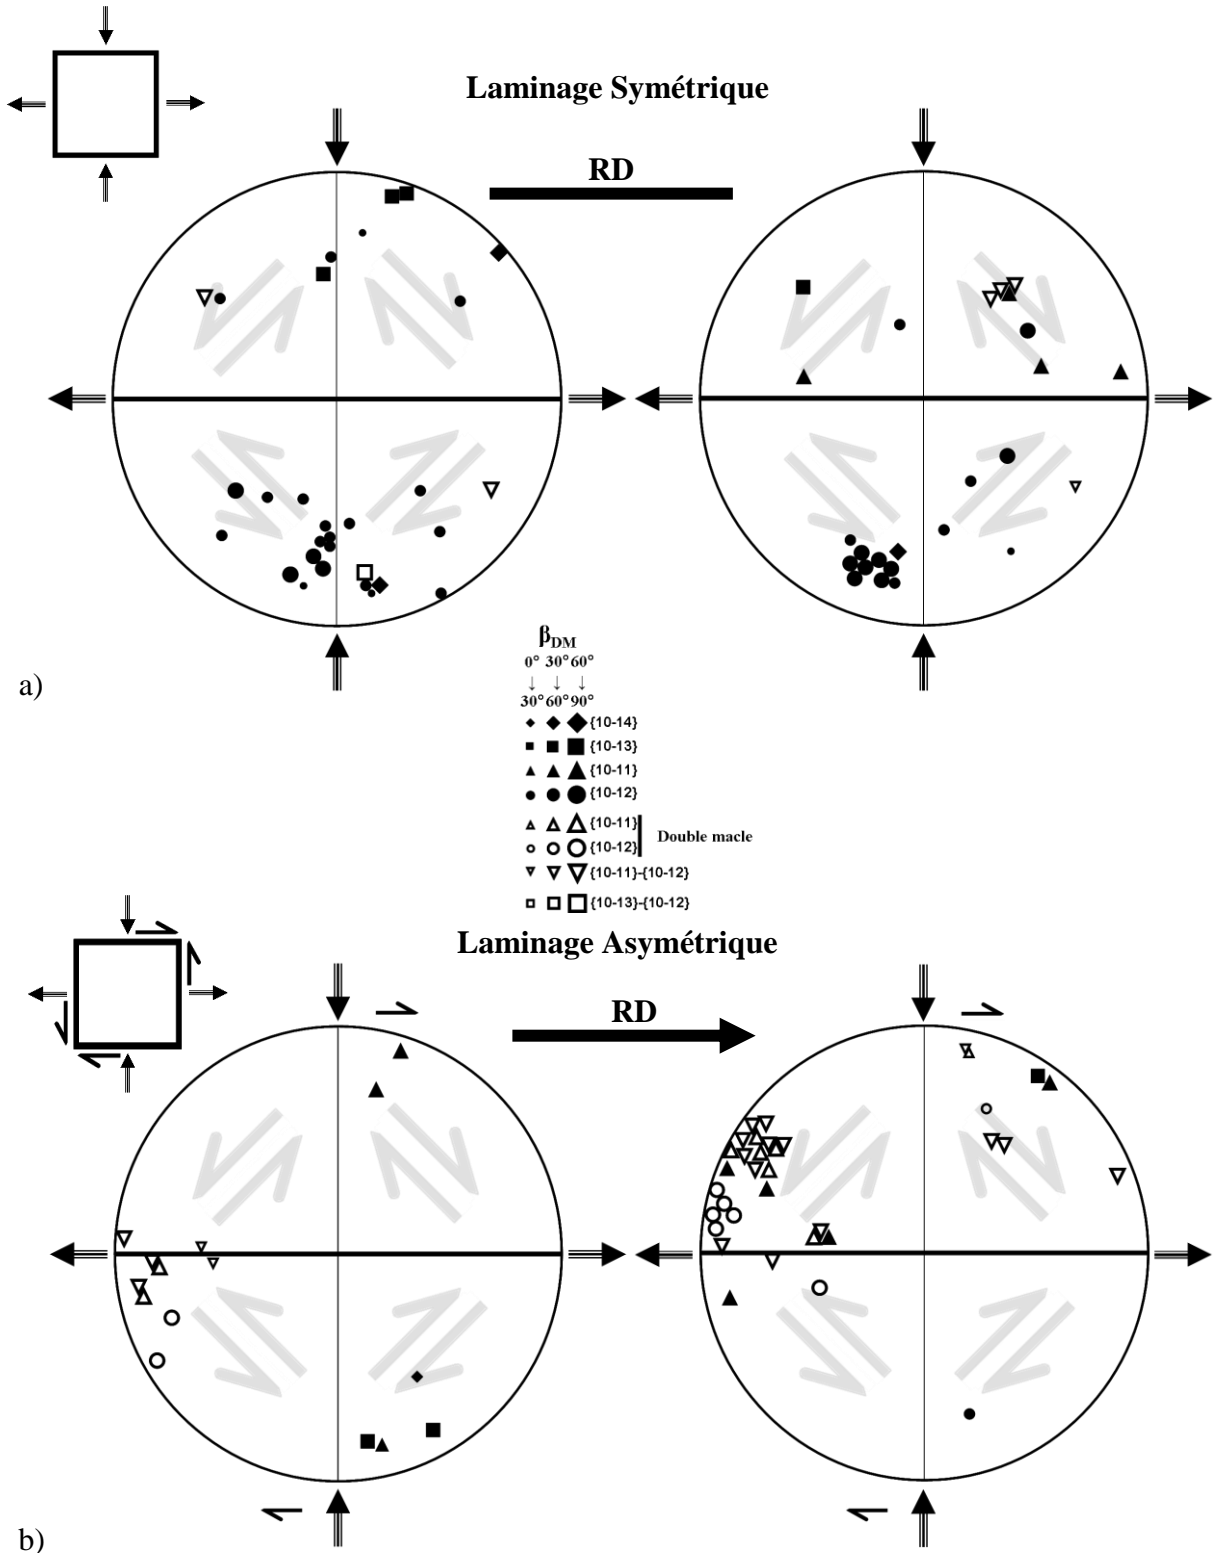 Laminage Symétrique
RD
a)
βDM
0° 30° 60°
↓ ↓ ↓
30° 60° 90°
{10-14}
{10-13}
{10-11}
{10-12}
{10-11}
Double macle
{10-12}
{10-11}-{10-12}
{10-13}-{10-12}
Laminage Asymétrique
RD
b)